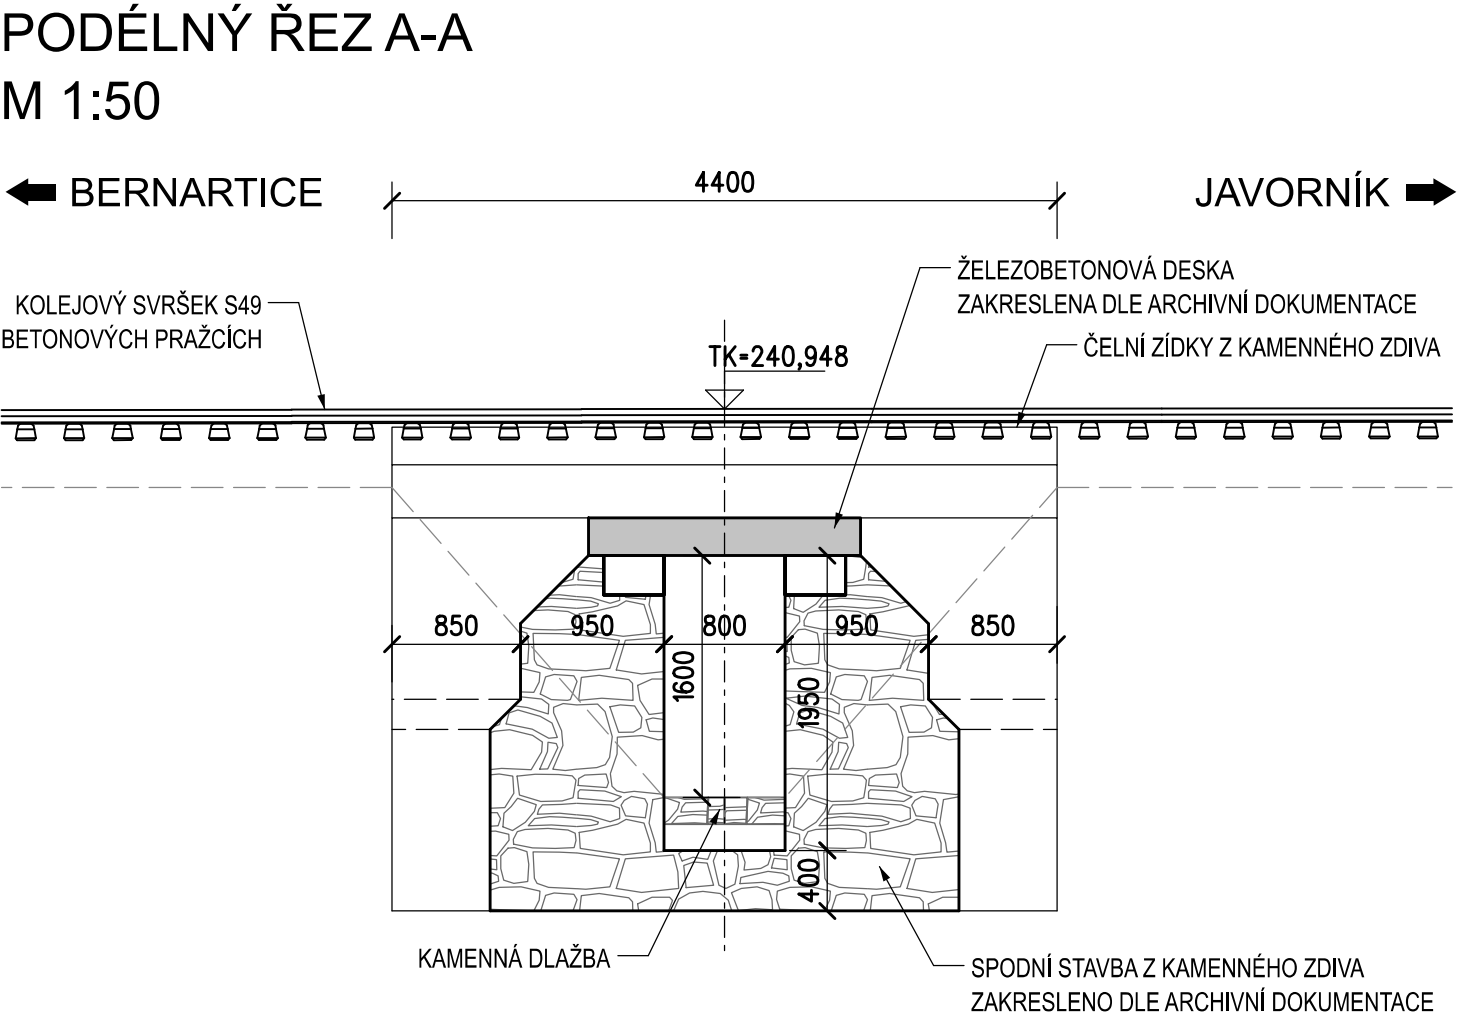 PODÉLNÝ ŘEZ A-A
M 1:50
BERNARTICE
4400
JAVORNÍK
ŽELEZOBETONOVÁ DESKA
ZAKRESLENA DLE ARCHIVNÍ DOKUMENTACE
KOLEJOVÝ SVRŠEK S49
BETONOVÝCH PRAŽCÍCH
TK=240,948
ČELNÍ ZÍDKY Z KAMENNÉHO ZDIVA
850
950
800
950
850
1600
1950
400
KAMENNÁ DLAŽBA
SPODNÍ STAVBA Z KAMENNÉHO ZDIVA
ZAKRESLENO DLE ARCHIVNÍ DOKUMENTACE